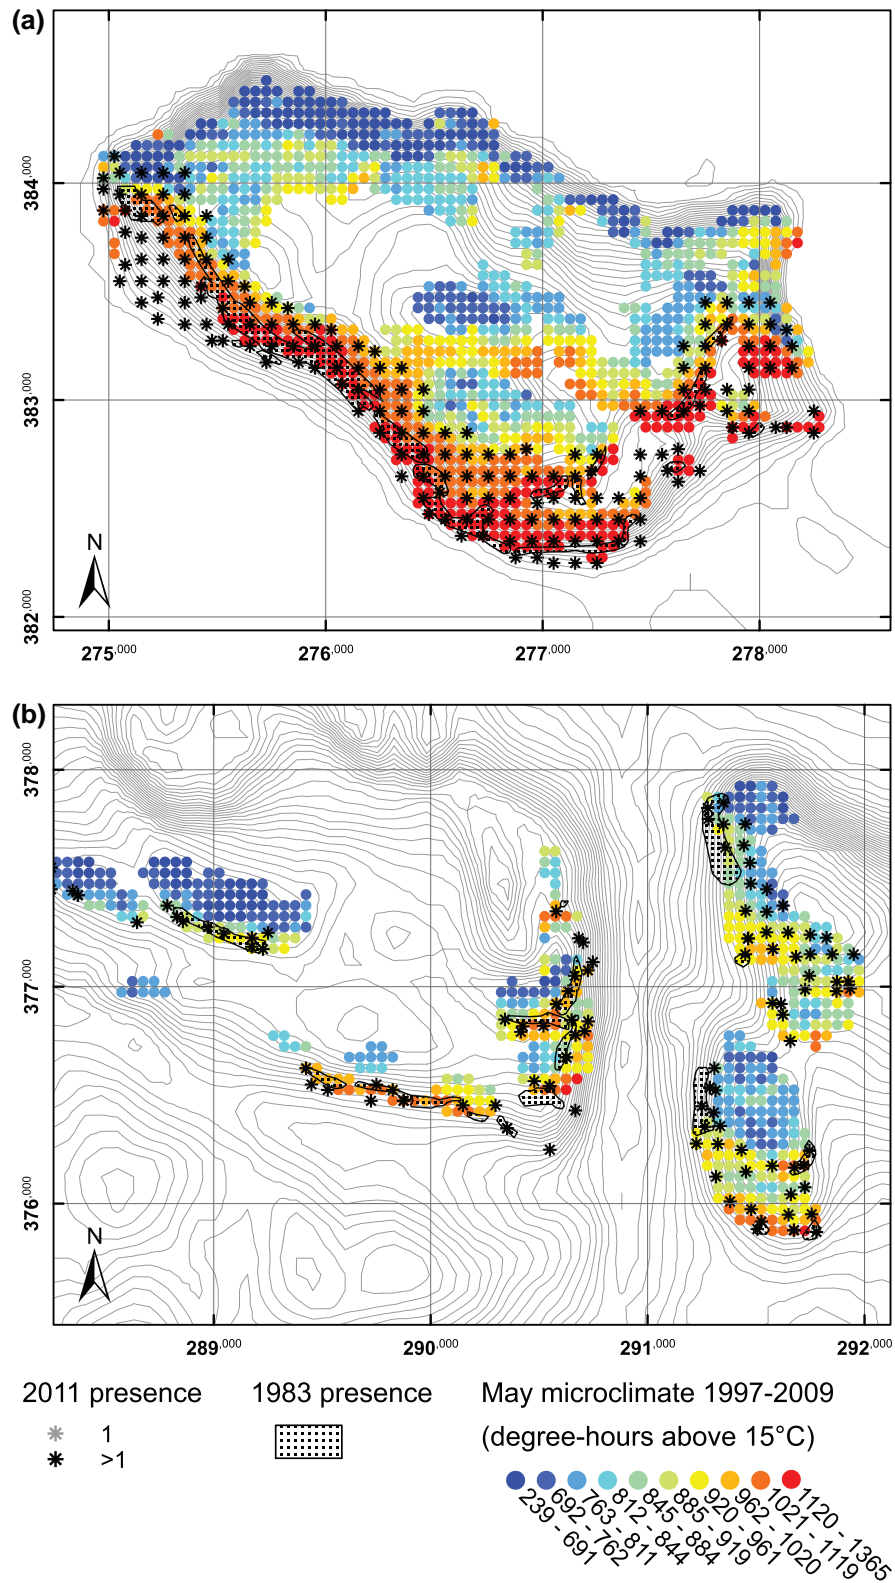 (a)
384,000
383,000
382,000
N
275,000
276,000
277,000
278,000
(b)
378,000
377,000
376,000
N
289,000
290,000
291,000
292,000
2011 presence
1
>1
1983 presence
May microclimate 1997-2009
(degree-hours above 15°C)
239 - 691
692 - 762
763 - 811
812 - 844
845 - 884
885 - 919
920 - 961
962 - 1020
1021 - 1119
1120 - 1365